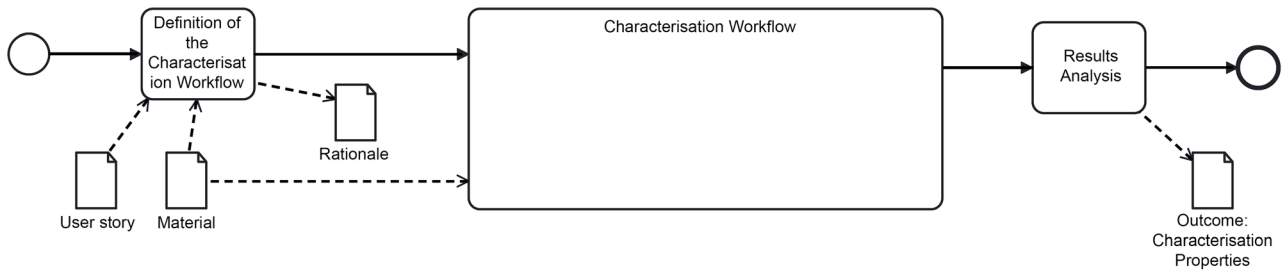 Definition of
the
Characterisat
ion Workflow
Characterisation Workflow
Results
Analysis
Rationale
User story
Material
Outcome:
Characterisation
Properties